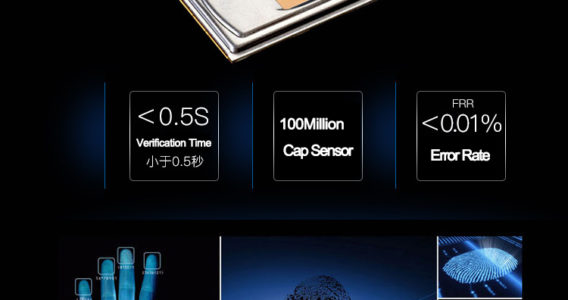 <0.5S
Verification Time
小于0.5秒
100Million
Cap Sensor
FRR
<0.01%
Error Rate